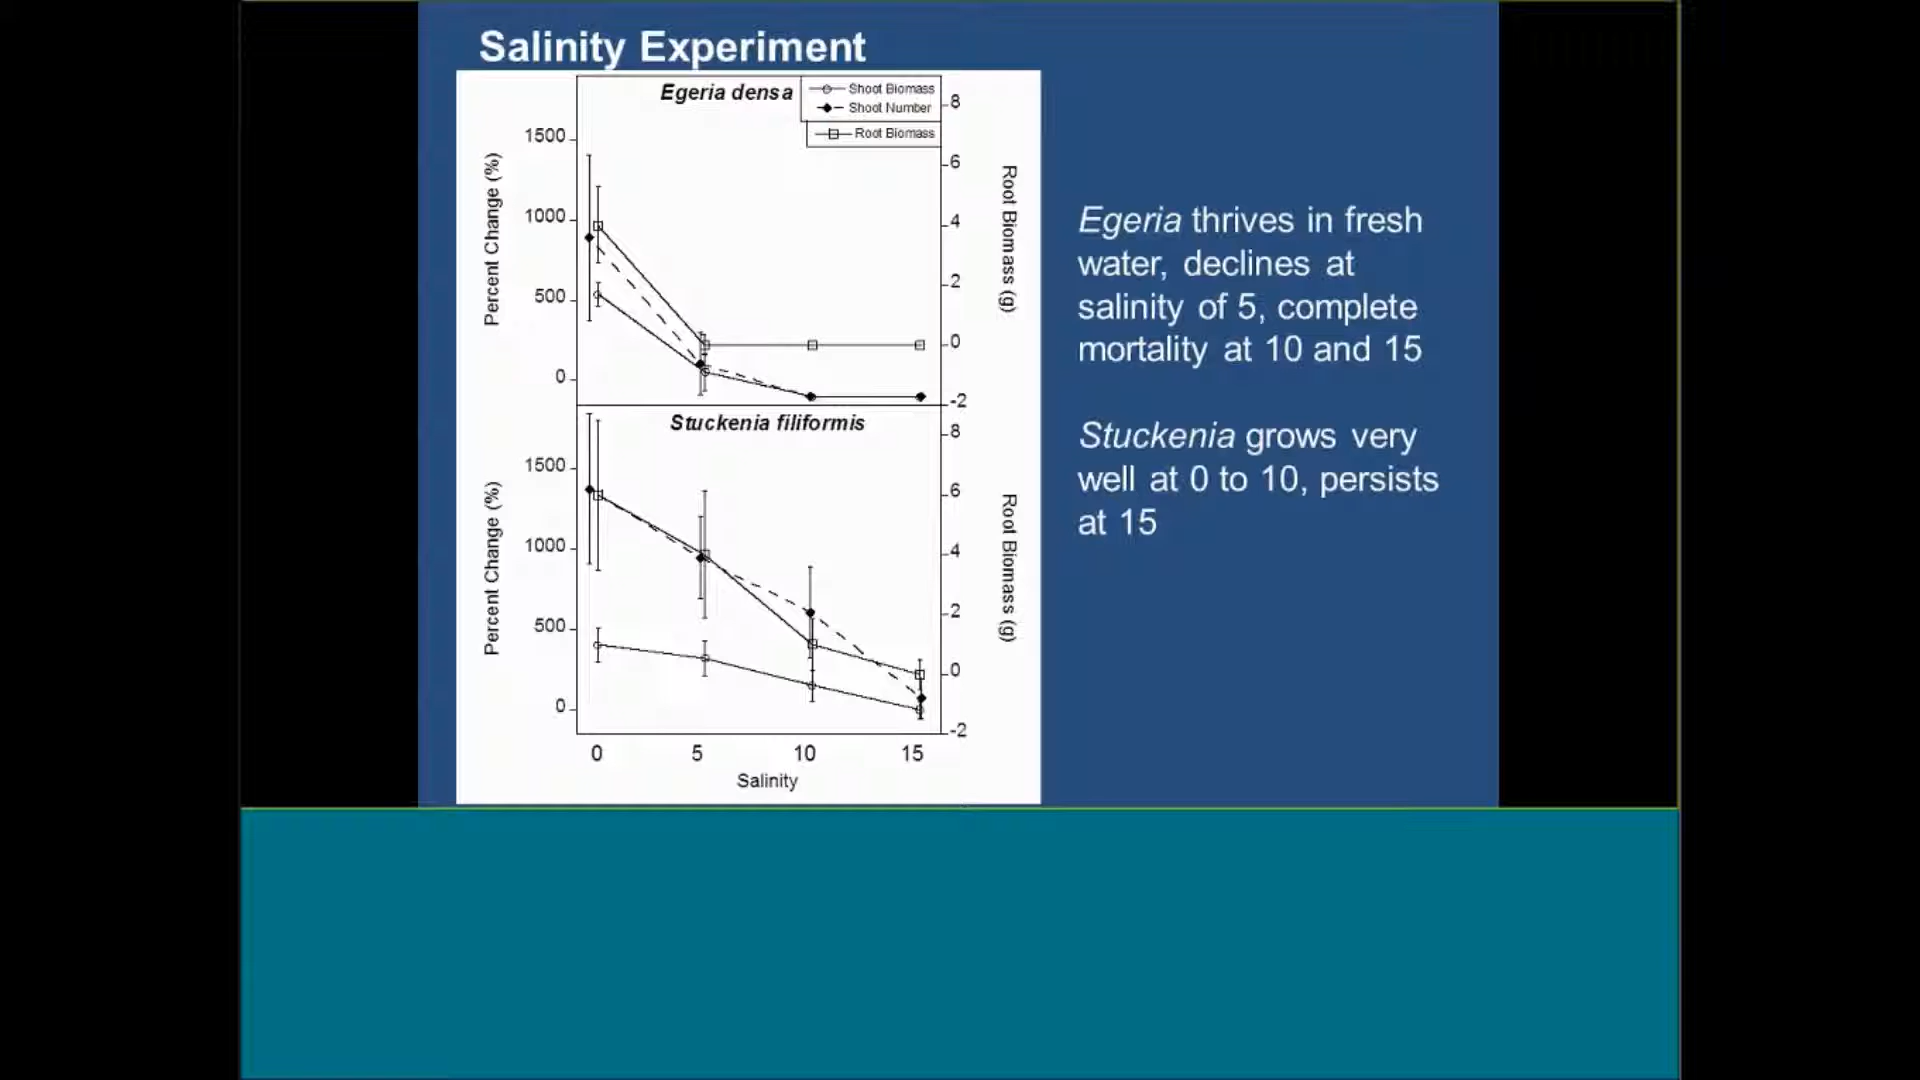 Salinity Experiment
Egeria densa
Shoot Biomass
Shoot Number
Root Biomass
1500
1000
500
0
Percent Change (%)
8
6
4
2
0
-2
Root Biomass (g)
Stuckenia filiformis
1500
1000
500
0
Percent Change (%)
8
6
4
2
0
-2
Root Biomass (g)
0 5 10 15
Salinity
Egeria thrives in fresh
water, declines at
salinity of 5, complete
mortality at 10 and 15
Stuckenia grows very
well at 0 to 10, persists
at 15